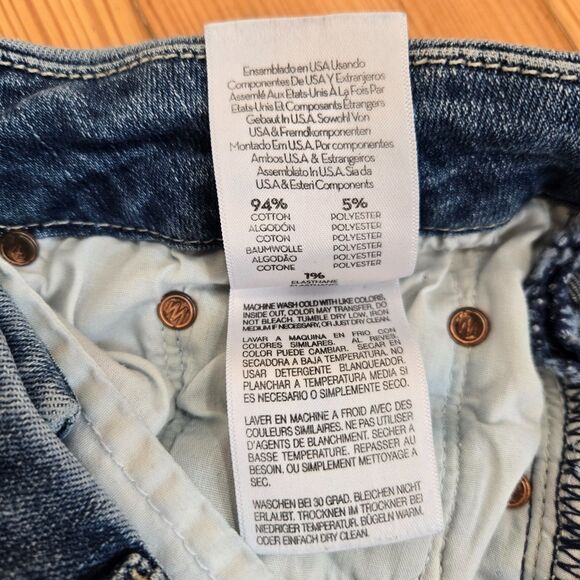 Ensamblado en USA Usando
Componentes De USA Y Extranjeros
Assemlé Aux Etats-Unis A La Fois Par
Etats-Unis Et Composants Étrangers
Gebaut In U.S.A. Sowohl Von
USA & Fremdkomponenten
Montado Em U.S.A. Por componentes
Ambos U.S.A & Estrangeiros
Assemblato In U.S.A. Sia da
U.S.A & Esteri Componenti
94% 5%
COTTON POLYESTER
ALGODÓN POLYESTER
COTON POLYESTER
BAUMWOLLE POLYESTER
ALGODÃO POLYESTER
COTONE POLYESTER
1%
ELASTHANE
MACHINE WASH COLD WITH LIKE COLORS,
INSIDE OUT, COLOR MAY TRANSFER, DO
NOT BLEACH. TUMBLE DRY LOW, IRON
MEDIUM IF NECESSARY, OR JUST DRY CLEAN.
LAVAR A MAQUINA EN FRIO CON
COLORES SIMILARES. AL REVES,
COLOR PUEDE CAMBIAR. SECAR EN
SECADORA A BAJA TEMPERATURA. NO
USAR DETERGENTE BLANQUEADOR.
PLANCHAR A TEMPERATURA MEDIA SI
ES NECESARIO O SIMPLEMENTE SECO.
LAVER EN MACHINE A FROID AVEC DES
COULEURS SIMILAIRES. NE PAS UTILISER
D'AGENTS DE BLANCHIMENT. SECHER A
BASSE TEMPERATURE. REPASSER AU
BESOIN. OU SIMPLEMENT METTOYAGE A
SEC.
WASCHEN BEI 30 GRAD. BLEICHEN NICHT
ERLAUBT. TROCKNEN IM TROCKNER BEI
NIEDRIGER TEMPERATUR. BÜGELN WARM.
ODER EINFACH DRY CLEAN.